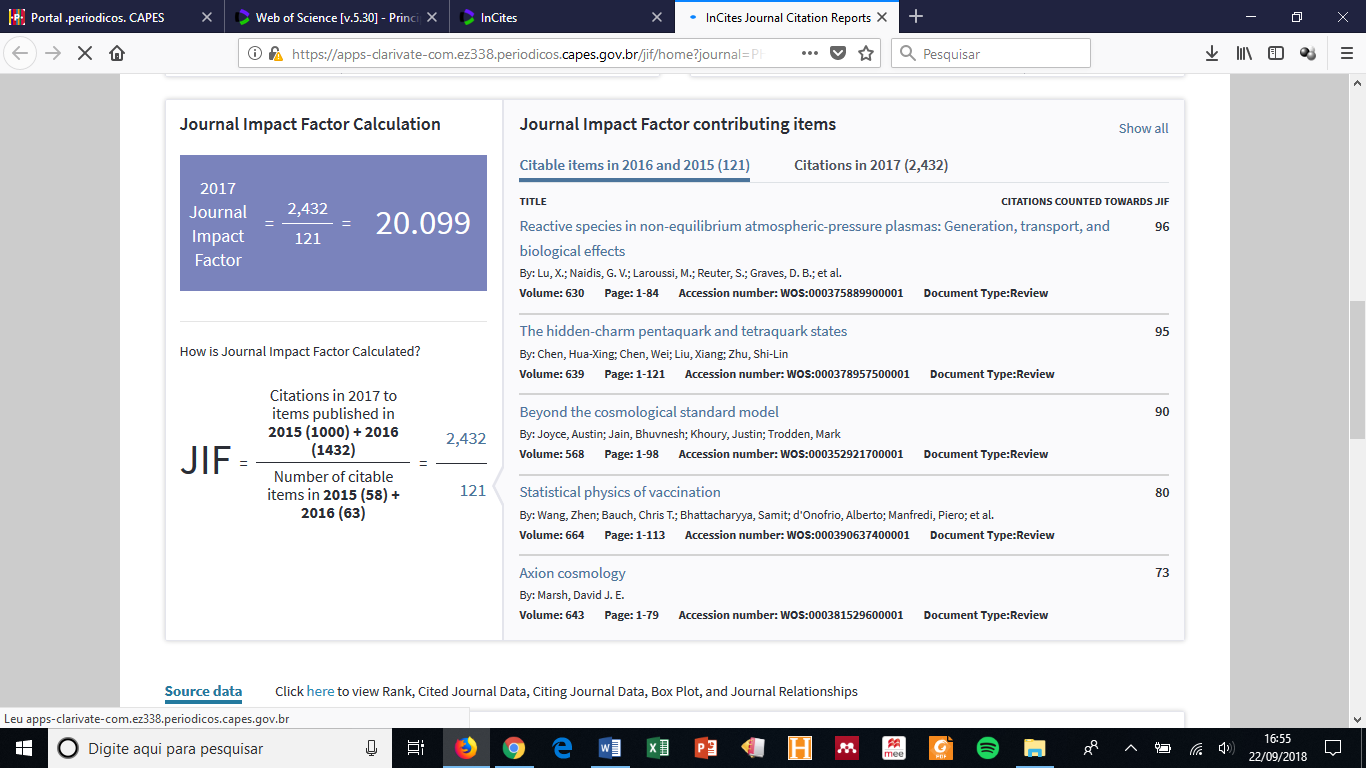 Portal .periodicos. CAPES
Web of Science [v.5.30] - Princi
InCites
InCites Journal Citation Reports
https://apps-clarivate-com.ez338.periodicos.capes.gov.br/jif/home?journal=PH
Pesquisar
Journal Impact Factor Calculation
2017
Journal
Impact
Factor
=
2,432
121
=
20.099
How is Journal Impact Factor Calculated?
JIF
=
Citations in 2017 to
items published in
2015 (1000) + 2016
(1432)
Number of citable
items in 2015 (58) +
2016 (63)
=
2,432
121
Journal Impact Factor contributing items
Show all
Citable items in 2016 and 2015 (121) Citations in 2017 (2,432)
TITLE CITATIONS COUNTED TOWARDS JIF
Reactive species in non-equilibrium atmospheric-pressure plasmas: Generation, transport, and 96
biological effects
By: Lu, X.; Naidis, G. V.; Laroussi, M.; Reuter, S.; Graves, D. B.; et al.
Volume: 630 Page: 1-84 Accession number: WOS:000375889900001 Document Type:Review
The hidden-charm pentaquark and tetraquark states 95
By: Chen, Hua-Xing; Chen, Wei; Liu, Xiang; Zhu, Shi-Lin
Volume: 639 Page: 1-121 Accession number: WOS:000378957500001 Document Type:Review
Beyond the cosmological standard model 90
By: Joyce, Austin; Jain, Bhuvnesh; Khoury, Justin; Trodden, Mark
Volume: 568 Page: 1-98 Accession number: WOS:000352921700001 Document Type:Review
Statistical physics of vaccination 80
By: Wang, Zhen; Bauch, Chris T.; Bhattacharyya, Samit; d'Onofrio, Alberto; Manfredi, Piero; et al.
Volume: 664 Page: 1-113 Accession number: WOS:000390637400001 Document Type:Review
Axion cosmology 73
By: Marsh, David J. E.
Volume: 643 Page: 1-79 Accession number: WOS:000381529600001 Document Type:Review
Source data Click here to view Rank, Cited Journal Data, Citing Journal Data, Box Plot, and Journal Relationships
Leu apps-clarivate-com.ez338.periodicos.capes.gov.br
Digite aqui para pesquisar
mee
PDF
16:55
22/09/2018